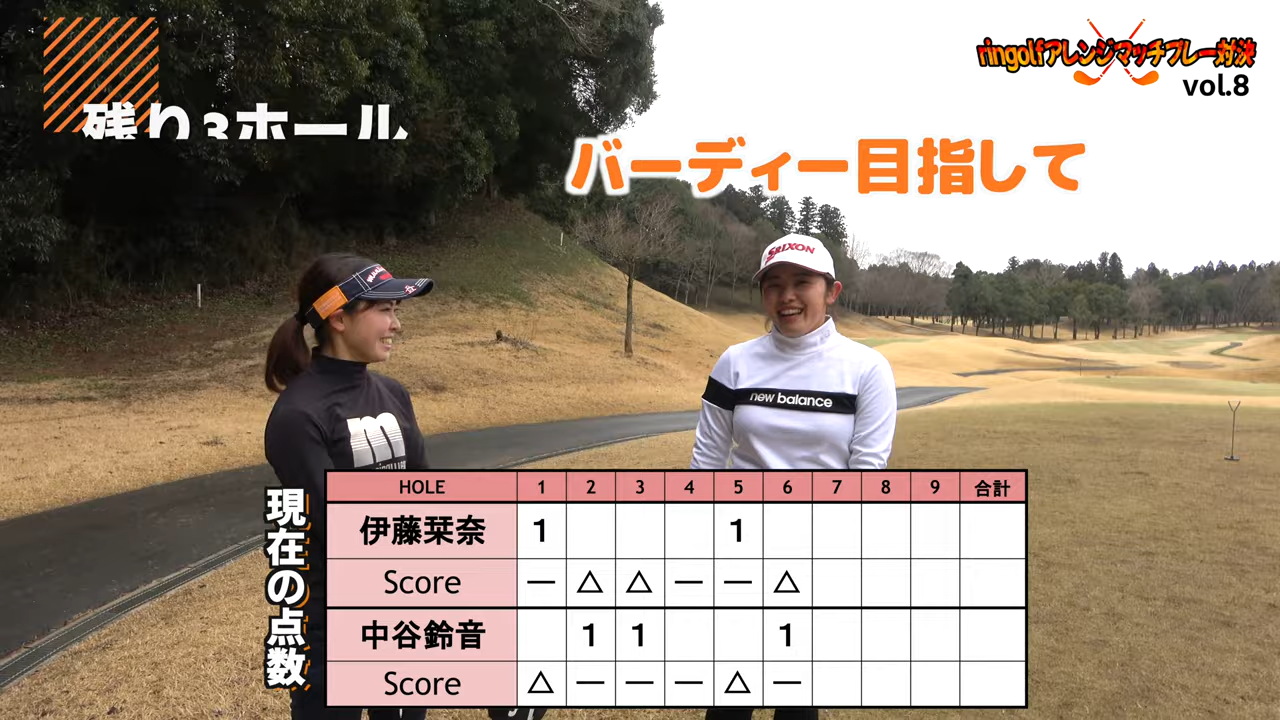 残り3ホール
ringolfアレンジマッチプレー対決
vol.8
バーディー目指して
SRIXON
new balance
m
現在の点数
HOLE 1 2 3 4 5 6 7 8 9 合計
伊藤栞奈 1 1
Score — △ △ — — △
中谷鈴音 1 1 1
Score △ — — — △ —